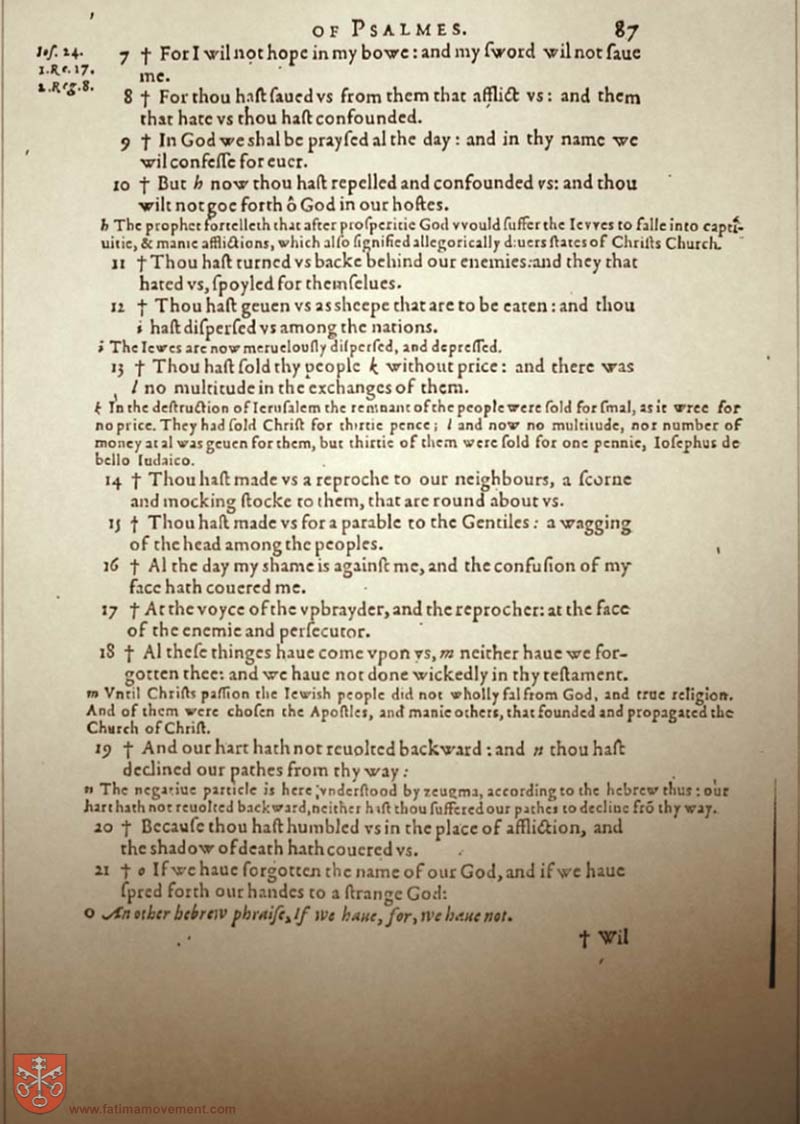 OF PSALMES. 87
Ios. 24.
1. Re. 17.
2. Reg. 8.
7 † For I wil not hope in my bowe: and my ſword wil not ſaue
me.
8 † For thou haſt ſaued vs from them that afflict vs: and them
that hate vs thou haſt confounded.
9 † In God we shal be prayſed al the day: and in thy name we
wil confeſſe for euer.
10 † But h now thou haſt repelled and confounded vs: and thou
wilt not goe forth ô God in our hoſtes.
h The prophet fortelleth that after proſperitie God vvould ſuffer the Ievves to falle into capti-
uitie, & manie afflictions, which alſo ſignified allegorically diuers ſtates of Chriſts Church.
11 † Thou haſt turned vs backe behind our enemies: and they that
hated vs, ſpoyled for themſelues.
12 † Thou haſt geuen vs as sheepe that are to be eaten: and thou
i haſt diſperſed vs among the nations.
i The Iewes are now meruelouſly diſperſed, and depreſſed.
13 † Thou haſt ſold thy people k without price: and there was
l no multitude in the exchanges of them.
k In the deſtruction of Ieruſalem the remnant of the people were ſold for ſmal, as it wree for
no price. They had ſold Chriſt for thirtie pence; l and now no multitude, nor number of
money at al was geuen for them, but thirtie of them were ſold for one pennie, Ioſephus de
bello Iudaico.
14 † Thou haſt made vs a reproche to our neighbours, a ſcorne
and mocking ſtocke to them, that are round about vs.
15 † Thou haſt made vs for a parable to the Gentiles: a wagging
of the head among the peoples.
16 † Al the day my shame is againſt me, and the confuſion of my
face hath couered me.
17 † At the voyce of the vpbrayder, and the reprocher: at the face
of the enemie and perſecutor.
18 † Al theſe thinges haue come vpon vs, m neither haue we for-
gotten thee: and we haue not done wickedly in thy teſtament.
m Vntil Chriſts paſſion the Iewish people did not wholly fal from God, and true religion.
And of them were choſen the Apoſtles, and manie others, that founded and propagated the
Church of Chriſt.
19 † And our hart hath not reuolted backward: and n thou haſt
declined our pathes from thy way:
n The negatiue particle is here vnderſtood by zeugma, according to the hebrew thus: our
hart hath not reuolted backward, neither haſt thou ſuffered our pathes to decline frō thy way.
20 † Becauſe thou haſt humbled vs in the place of affliction, and
the shadow of death hath couered vs.
21 † o If we haue forgotten the name of our God, and if we haue
ſpred forth our handes to a ſtrange God:
o An other hebrew phraiſe, If we haue, for, we haue not.
† Wil
www.fatimamovement.com